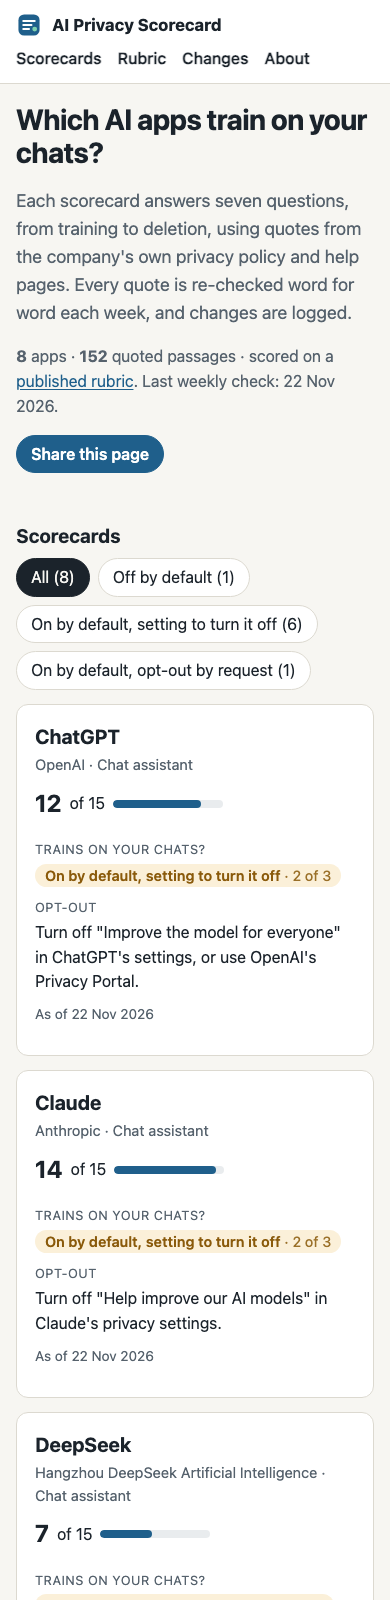 AI Privacy Scorecard
Scorecards Rubric Changes About
Which AI apps train on your
chats?
Each scorecard answers seven questions,
from training to deletion, using quotes from
the company's own privacy policy and help
pages. Every quote is re-checked word for
word each week, and changes are logged.
8 apps · 152 quoted passages · scored on a
published rubric. Last weekly check: 22 Nov
2026.
Share this page
Scorecards
All (8) Off by default (1)
On by default, setting to turn it off (6)
On by default, opt-out by request (1)
ChatGPT
OpenAI · Chat assistant
12 of 15
TRAINS ON YOUR CHATS?
On by default, setting to turn it off · 2 of 3
OPT-OUT
Turn off "Improve the model for everyone"
in ChatGPT's settings, or use OpenAI's
Privacy Portal.
As of 22 Nov 2026
Claude
Anthropic · Chat assistant
14 of 15
TRAINS ON YOUR CHATS?
On by default, setting to turn it off · 2 of 3
OPT-OUT
Turn off "Help improve our AI models" in
Claude's privacy settings.
As of 22 Nov 2026
DeepSeek
Hangzhou DeepSeek Artificial Intelligence ·
Chat assistant
7 of 15
TRAINS ON YOUR CHATS?